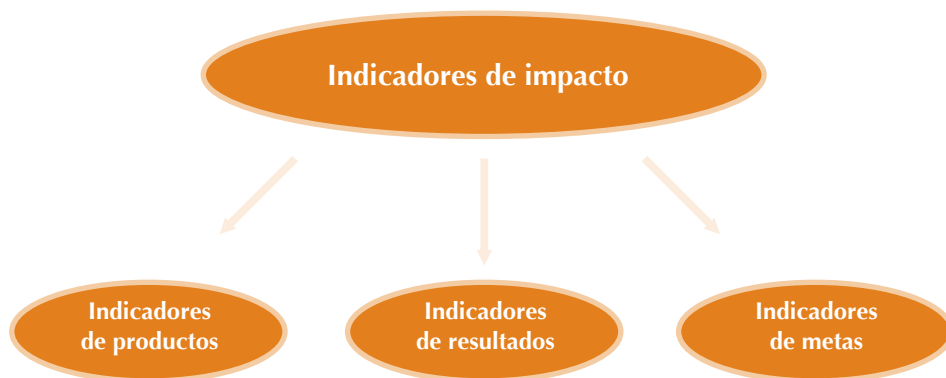 Indicadores de impacto
Indicadores
de productos
Indicadores
de resultados
Indicadores
de metas